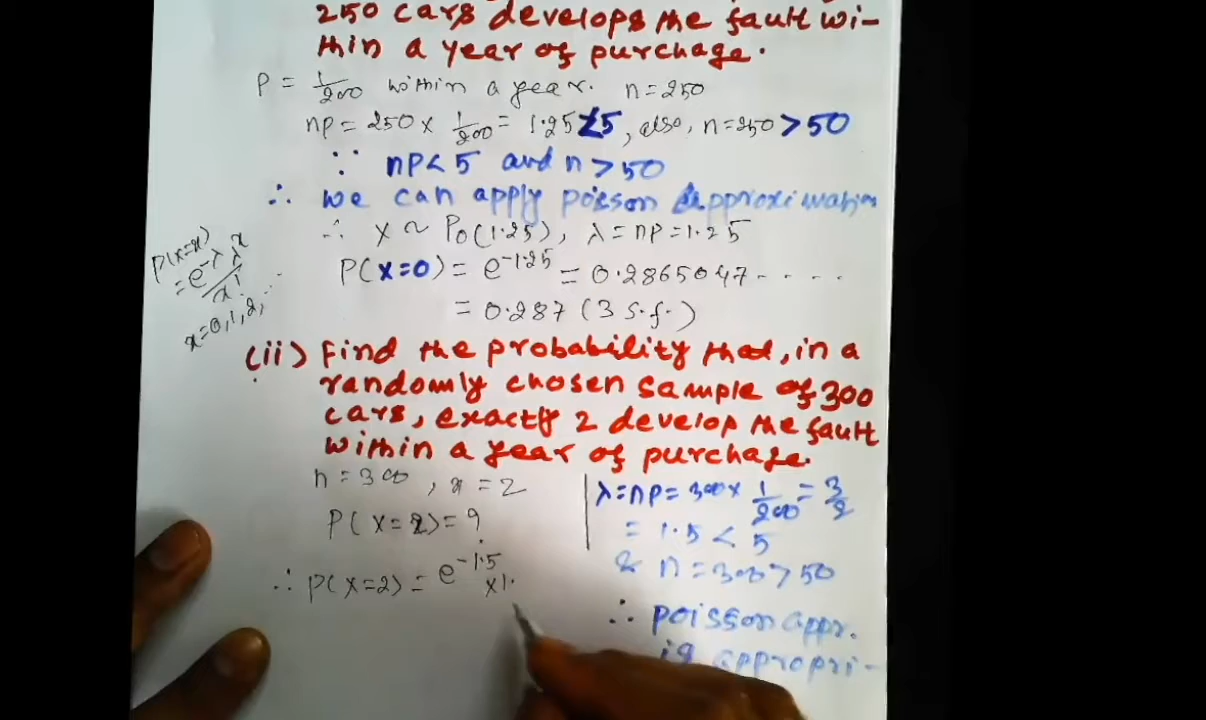 250 cars develops the fault wi-
thin a year of purchage.
P = 1/200 within a year. n=250
np = 250 × 1/200 = 1.25 < 5, also, n=250 > 50
∵ np < 5 and n > 50
∴ we can apply poisson approximation
∴ X ~ Po(1.25), λ = np = 1.25
P(X=0) = e^-1.25 = 0.2865047 . . . .
= 0.287 (3 s.f.)
P(X=x)
= e^-λ λ^x / x!
x=0,1,2,...
(ii) Find the probability that, in a
randomly chosen sample of 300
cars, exactly 2 develop the fault
within a year of purchage.
n = 300, x = 2
P(X=2) = ?
∴ P(X=2) = e^-1.5 × 1.
λ = np = 300 × 1/200 = 3/2
= 1.5 < 5
& n = 300 > 50
∴ poisson appr.
is appropri-